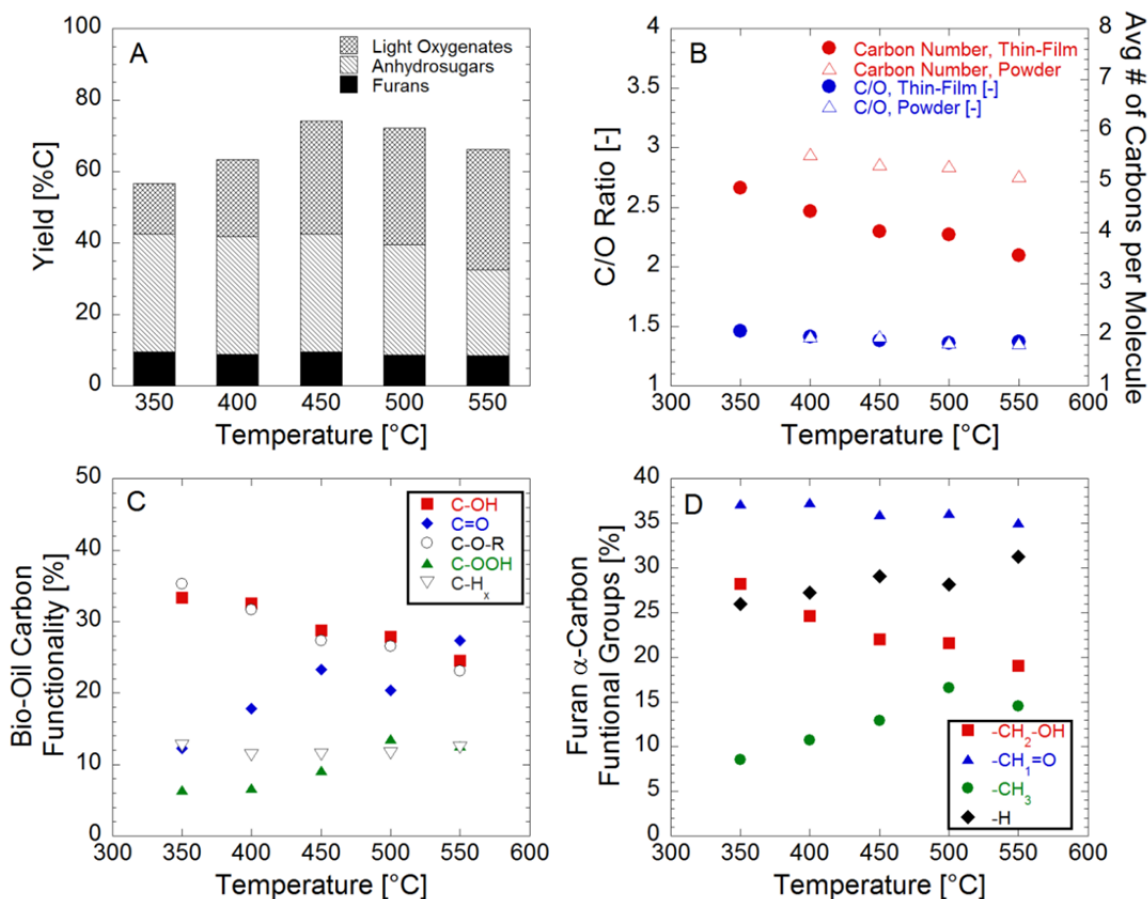 A
Light Oxygenates
Anhydrosugars
Furans
Yield [%C]
100
80
60
40
20
0
350 400 450 500 550
Temperature [°C]
B
Carbon Number, Thin-Film
Carbon Number, Powder
C/O, Thin-Film [-]
C/O, Powder [-]
C/O Ratio [-]
4
3.5
3
2.5
2
1.5
1
Avg # of Carbons per Molecule
8
7
6
5
4
3
2
1
300 350 400 450 500 550 600
Temperature [°C]
C
C-OH
C=O
C-O-R
C-OOH
C-Hₓ
Bio-Oil Carbon
Functionality [%]
50
40
30
20
10
0
300 350 400 450 500 550 600
Temperature [°C]
D
Furan α-Carbon
Funtional Groups [%]
40
35
30
25
20
15
10
5
0
-CH₂-OH
-CH₁=O
-CH₃
-H
300 350 400 450 500 550 600
Temperature [°C]